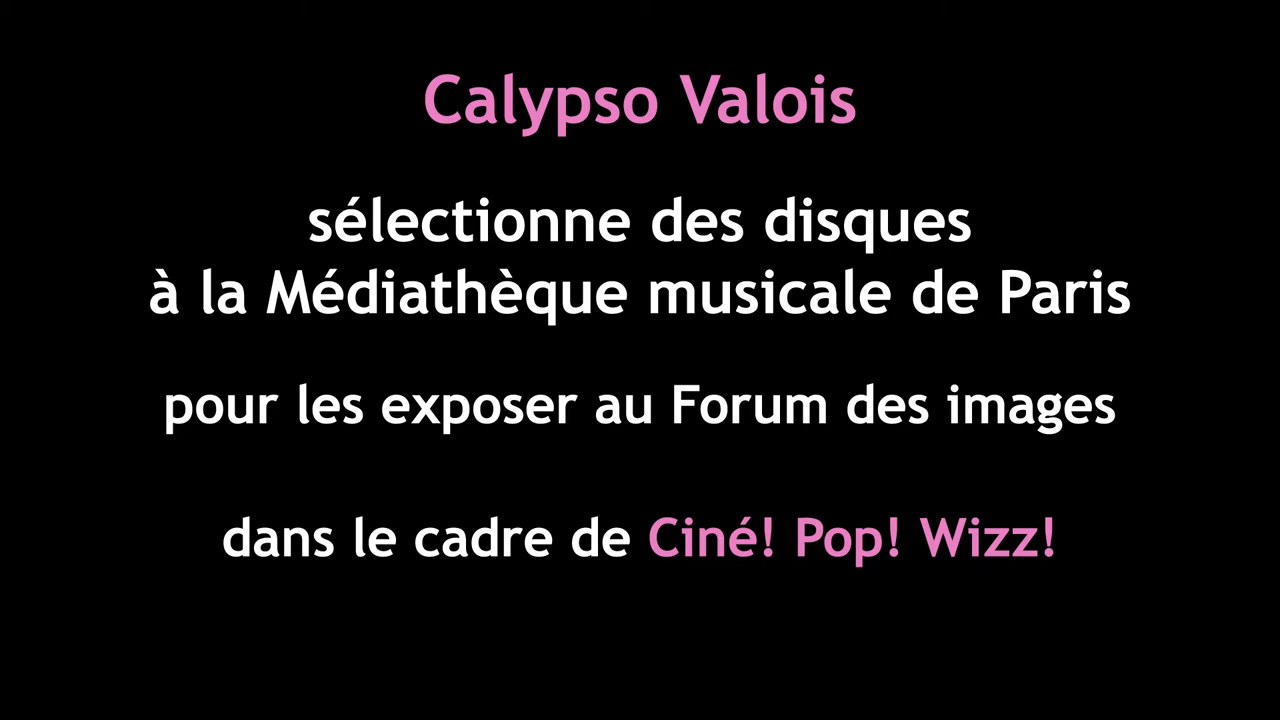 Calypso Valois
sélectionne des disques
à la Médiathèque musicale de Paris
pour les exposer au Forum des images
dans le cadre de Ciné! Pop! Wizz!